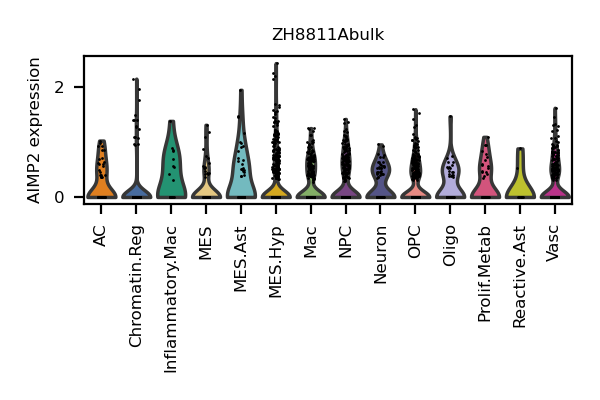 ZH8811Abulk
AIMP2 expression
2
0
AC
Chromatin.Reg
Inflammatory.Mac
MES
MES.Ast
MES.Hyp
Mac
NPC
Neuron
OPC
Oligo
Prolif.Metab
Reactive.Ast
Vasc